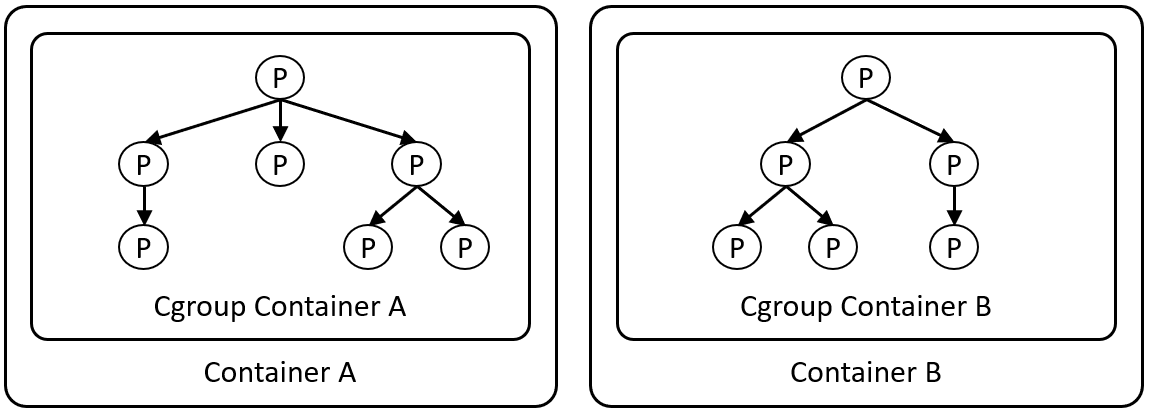 P
P P P
P P P
Cgroup Container A
Container A
P
P P
P P P
Cgroup Container B
Container B